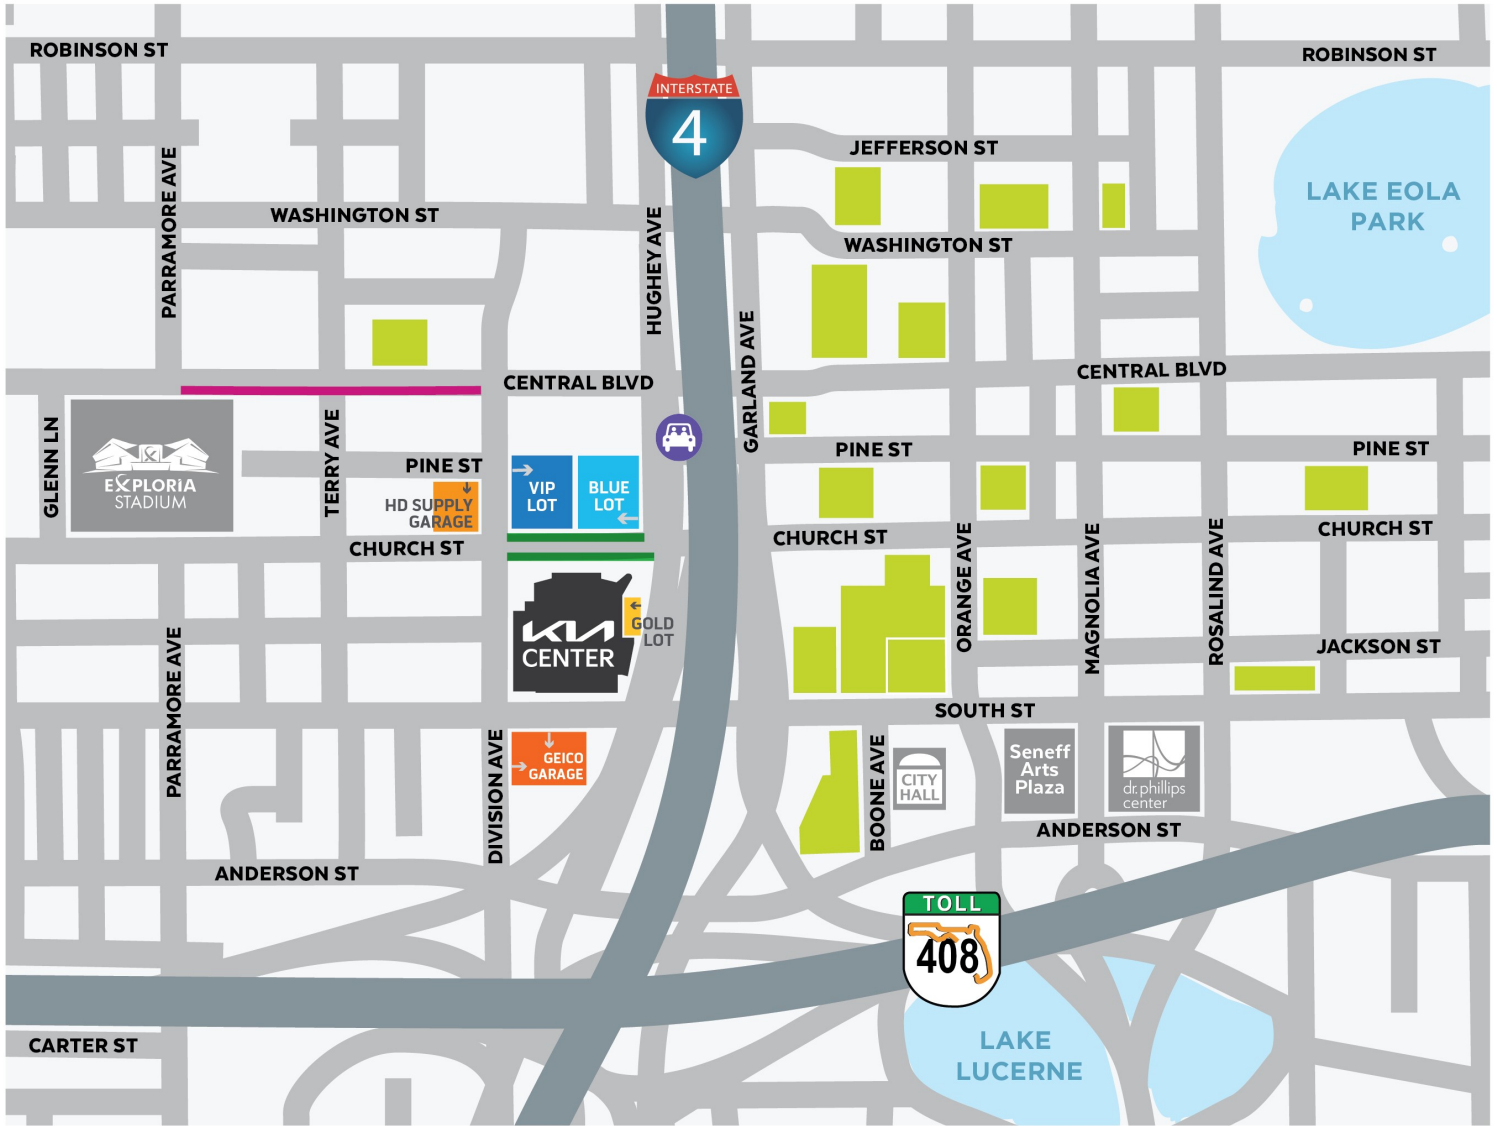 ROBINSON ST
ROBINSON ST
INTERSTATE
4
JEFFERSON ST
PARRAMORE AVE
WASHINGTON ST
HUGHEY AVE
LAKE EOLA
PARK
WASHINGTON ST
GARLAND AVE
CENTRAL BLVD
CENTRAL BLVD
GLENN LN
&
EXPLORIA
STADIUM
TERRY AVE
PINE ST
PINE ST
PINE ST
HD SUPPLY
GARAGE
VIP
LOT
BLUE
LOT
CHURCH ST
CHURCH ST
CHURCH ST
KIA
CENTER
GOLD
LOT
ORANGE AVE
MAGNOLIA AVE
ROSALIND AVE
JACKSON ST
PARRAMORE AVE
SOUTH ST
DIVISION AVE
GEICO
GARAGE
BOONE AVE
CITY
HALL
Seneff
Arts
Plaza
dr. phillips
center
ANDERSON ST
ANDERSON ST
TOLL
408
CARTER ST
LAKE
LUCERNE